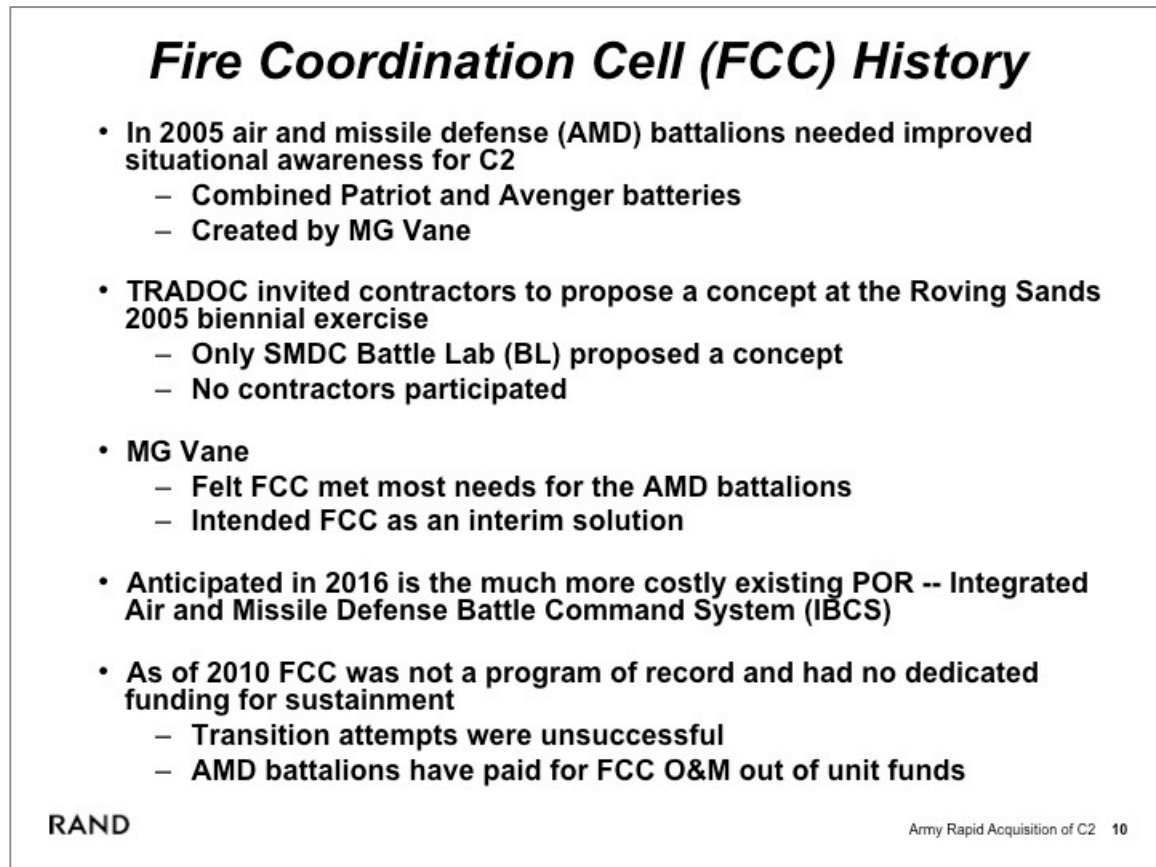 Fire Coordination Cell (FCC) History
• In 2005 air and missile defense (AMD) battalions needed improved
situational awareness for C2
– Combined Patriot and Avenger batteries
– Created by MG Vane
• TRADOC invited contractors to propose a concept at the Roving Sands
2005 biennial exercise
– Only SMDC Battle Lab (BL) proposed a concept
– No contractors participated
• MG Vane
– Felt FCC met most needs for the AMD battalions
– Intended FCC as an interim solution
• Anticipated in 2016 is the much more costly existing POR -- Integrated
Air and Missile Defense Battle Command System (IBCS)
• As of 2010 FCC was not a program of record and had no dedicated
funding for sustainment
– Transition attempts were unsuccessful
– AMD battalions have paid for FCC O&M out of unit funds
RAND
Army Rapid Acquisition of C2 10